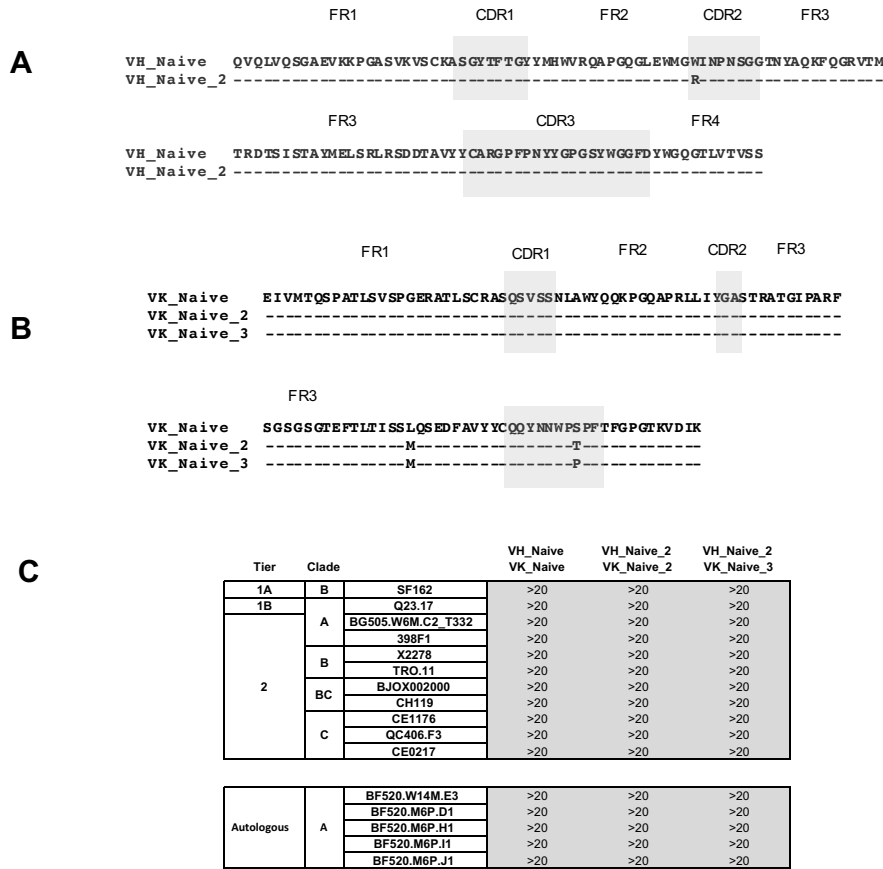 FR1 CDR1 FR2 CDR2 FR3
A
VH_Naive QVQLVQSGAEVKKPGASVKVSCKASGYTFTGYYMHWVRQAPGQGLEWMGWINPNSGGTNYAQKFQGRVTM
VH_Naive_2 -------------------------------------------------R--------------------
FR3 CDR3 FR4
VH_Naive TRDTSISTAYMELSRLRSDDTAVYYCARGPFPNYYGPGSYWGGFDYWGQGTLVTVSS
VH_Naive_2 ---------------------------------------------------------
FR1 CDR1 FR2 CDR2 FR3
B
VK_Naive EIVMTQSPATLSVSPGERATLSCRASQSVSSNLAWYQQKPGQAPRLLIYGASTRATGIPARF
VK_Naive_2 --------------------------------------------------------------
VK_Naive_3 --------------------------------------------------------------
FR3
VK_Naive SGSGSGTEFTLTISSLQSEDFAVYYCQQYNNWPSPFTFGPGTKVDIK
VK_Naive_2 ---------------M-----------------T-------------
VK_Naive_3 ---------------M-----------------P-------------
C
VH_Naive VH_Naive_2 VH_Naive_2
Tier Clade VK_Naive VK_Naive_2 VK_Naive_3
1A B SF162 >20 >20 >20
1B A Q23.17 >20 >20 >20
2 BG505.W6M.C2_T332 >20 >20 >20
398F1 >20 >20 >20
B X2278 >20 >20 >20
TRO.11 >20 >20 >20
BC BJOX002000 >20 >20 >20
CH119 >20 >20 >20
C CE1176 >20 >20 >20
QC406.F3 >20 >20 >20
CE0217 >20 >20 >20
Autologous A BF520.W14M.E3 >20 >20 >20
BF520.M6P.D1 >20 >20 >20
BF520.M6P.H1 >20 >20 >20
BF520.M6P.I1 >20 >20 >20
BF520.M6P.J1 >20 >20 >20